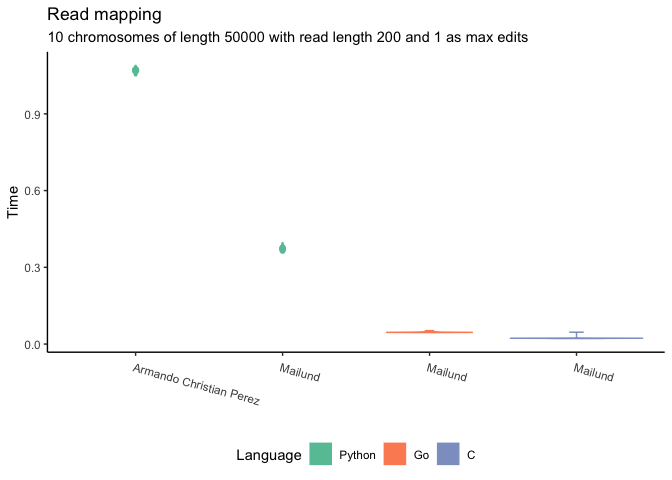 Read mapping
10 chromosomes of length 50000 with read length 200 and 1 as max edits
Time
0.9
0.6
0.3
0.0
Armando Christian Perez
Mailund
Mailund
Mailund
Language Python Go C